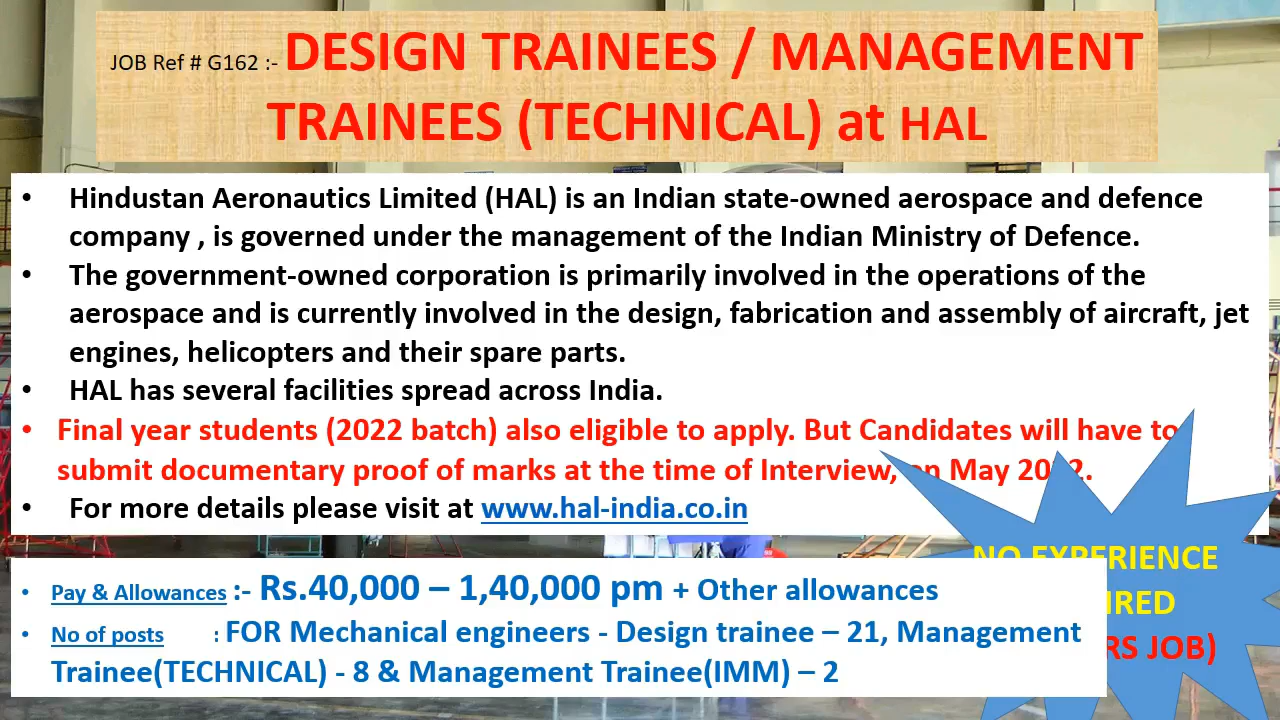 JOB Ref # G162 :- DESIGN TRAINEES / MANAGEMENT
TRAINEES (TECHNICAL) at HAL
• Hindustan Aeronautics Limited (HAL) is an Indian state-owned aerospace and defence
company , is governed under the management of the Indian Ministry of Defence.
• The government-owned corporation is primarily involved in the operations of the
aerospace and is currently involved in the design, fabrication and assembly of aircraft, jet
engines, helicopters and their spare parts.
• HAL has several facilities spread across India.
• Final year students (2022 batch) also eligible to apply. But Candidates will have to
submit documentary proof of marks at the time of Interview, on May 2022.
• For more details please visit at www.hal-india.co.in
NO EXPERIENCE
IRED
RS JOB)
• Pay & Allowances :- Rs.40,000 – 1,40,000 pm + Other allowances
• No of posts : FOR Mechanical engineers - Design trainee – 21, Management
Trainee(TECHNICAL) - 8 & Management Trainee(IMM) – 2